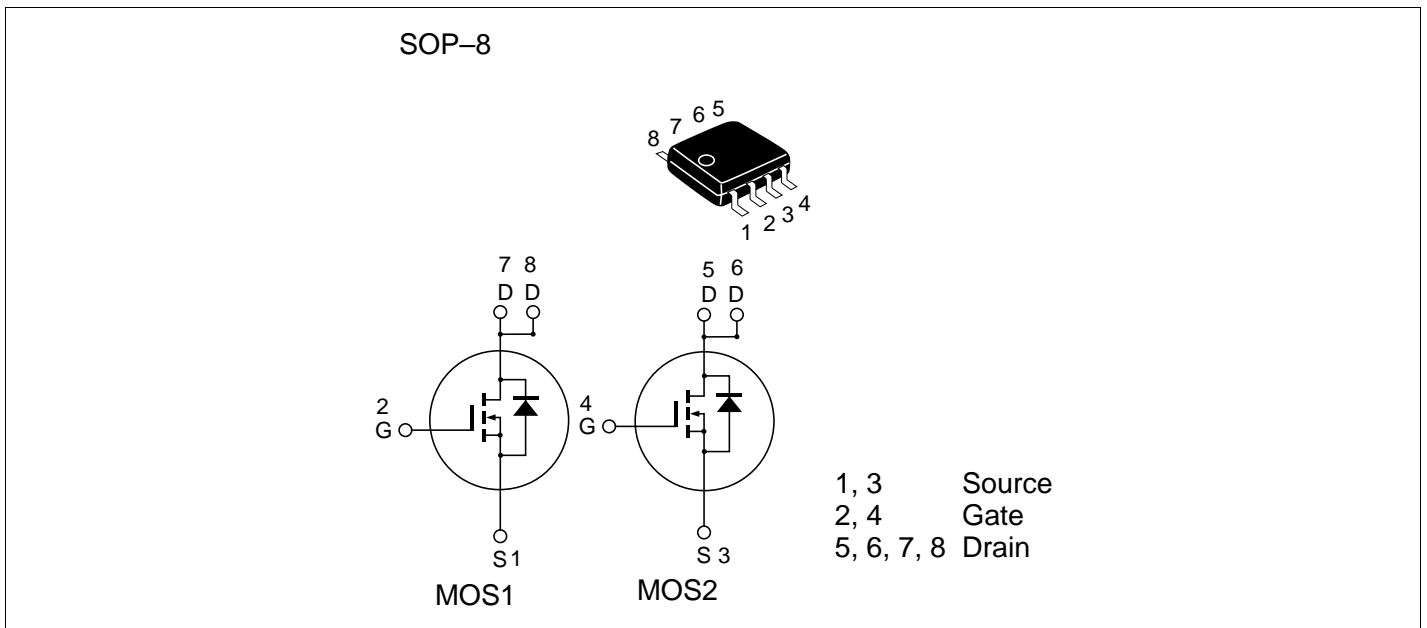 SOP–8
8 7 6 5
1 2 3 4
7 8
D D
2
G
S 1
MOS1
5 6
D D
4
G
S 3
MOS2
1, 3 Source
2, 4 Gate
5, 6, 7, 8 Drain